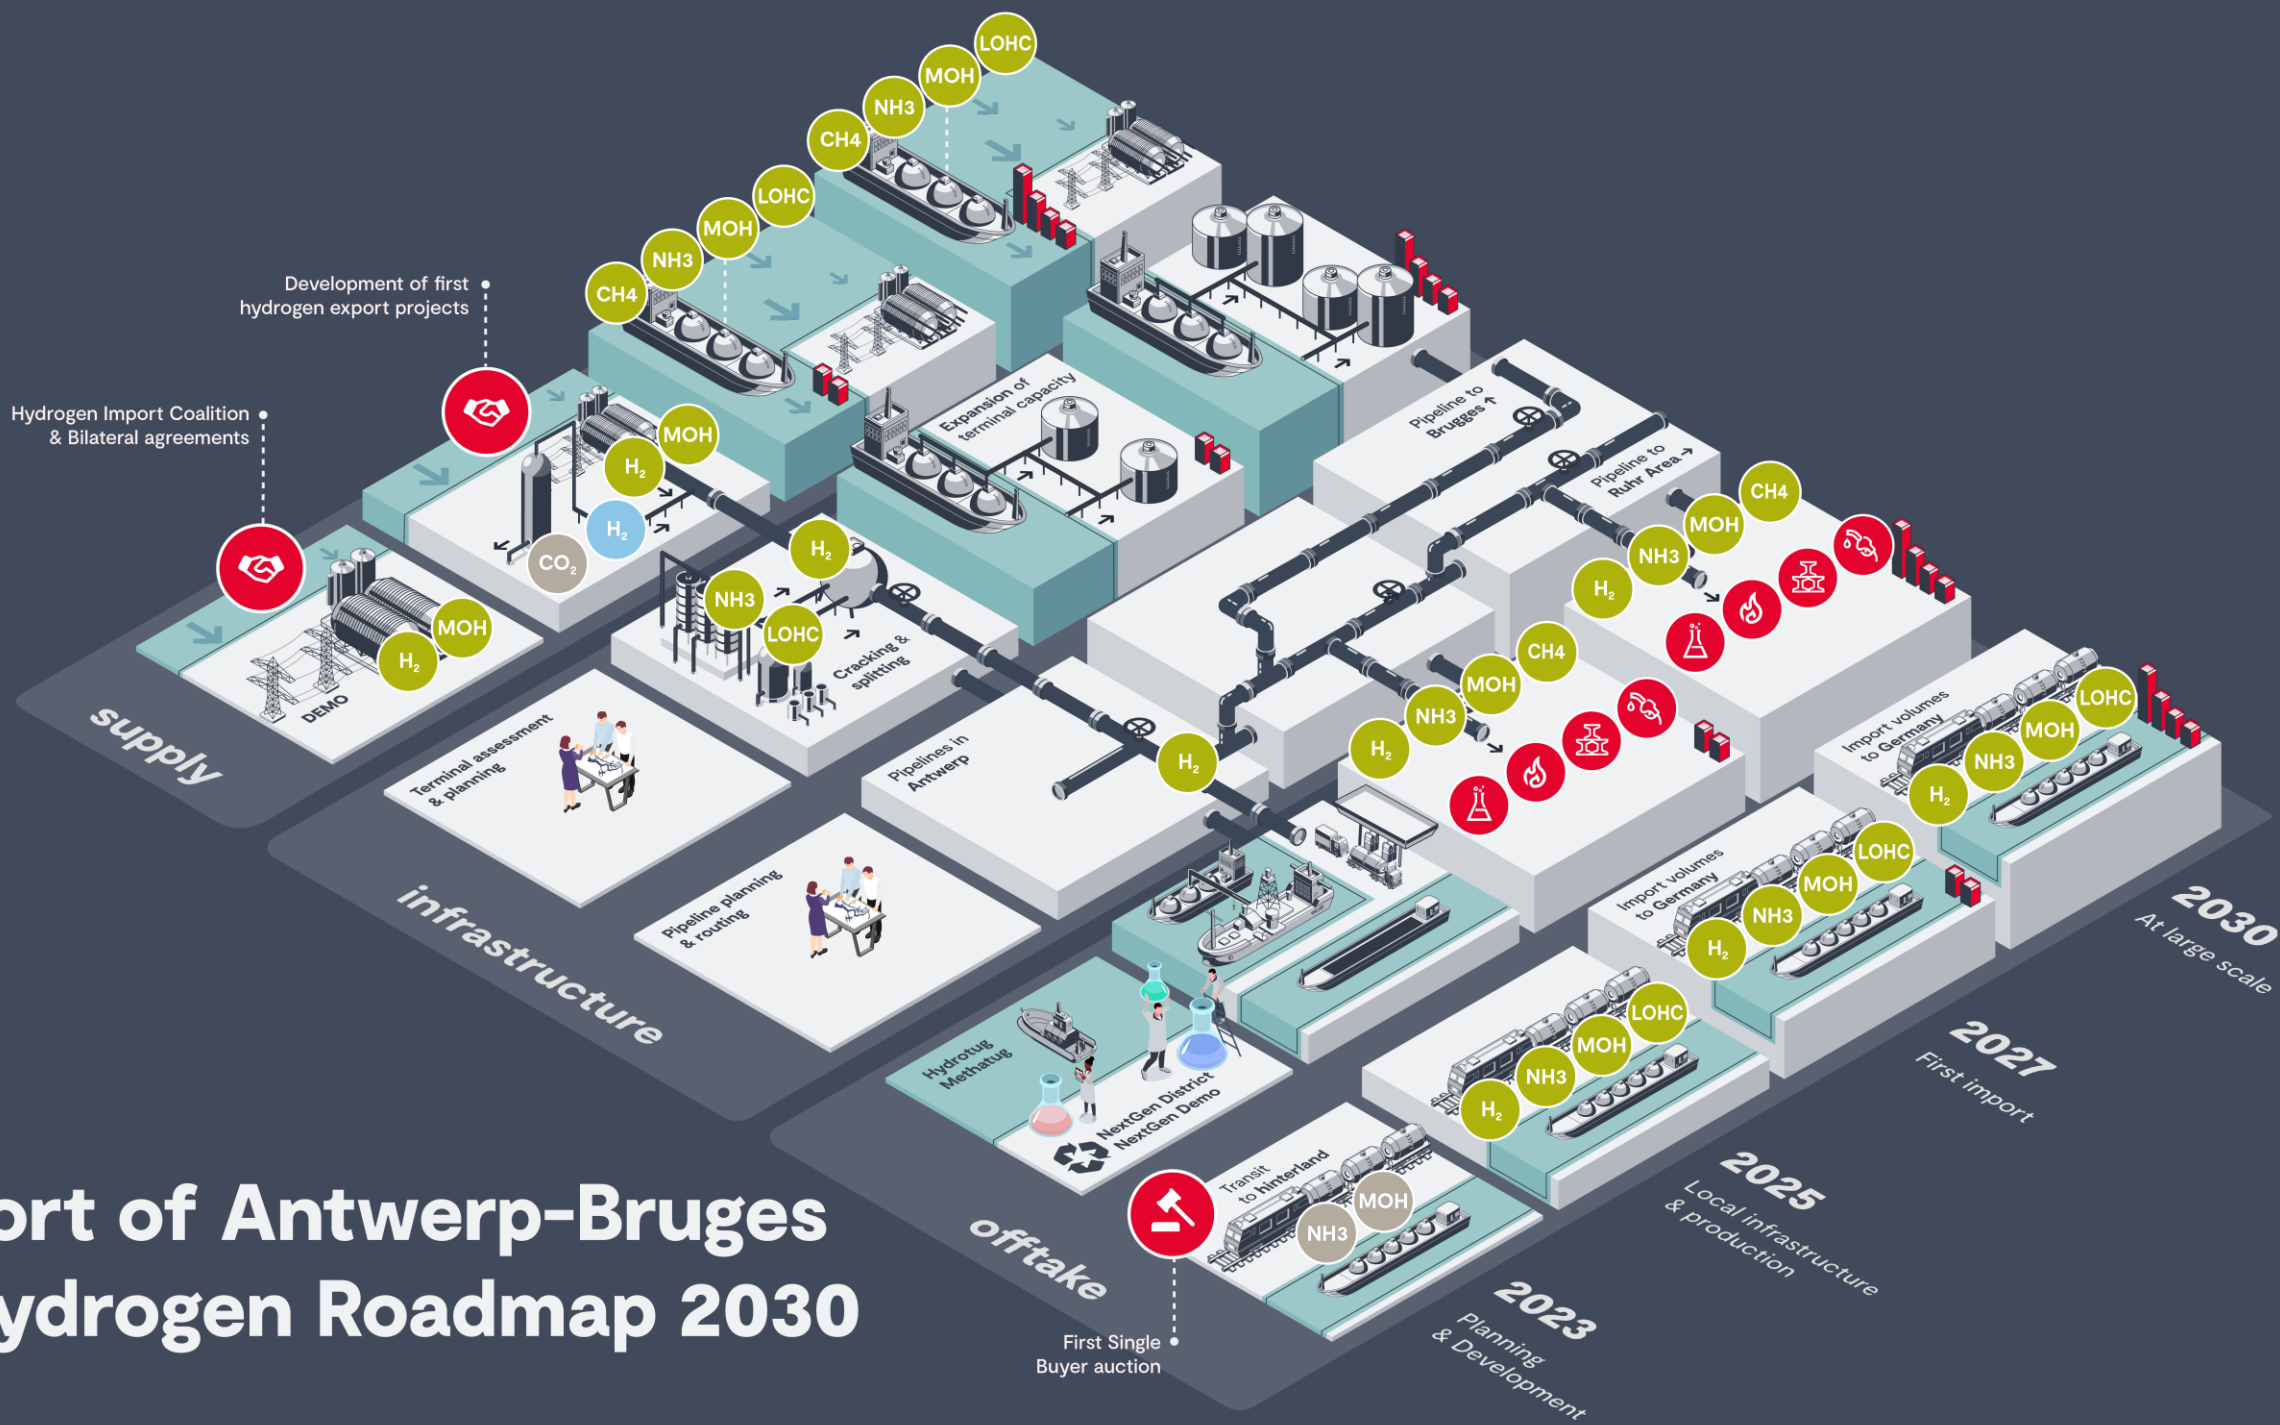 LOHC
MOH
NH3
CH4
LOHC
MOH
NH3
CH4
Development of first
hydrogen export projects
Hydrogen Import Coalition
& Bilateral agreements
MOH
H₂
H₂
CO₂
MOH
H₂
DEMO
supply
Expansion of
terminal capacity
H₂
NH3
LOHC
Cracking &
splitting
Terminal assessment
& planning
Pipeline to
Brugges ↑
Pipeline to
Ruhr Area →
Pipelines in
Antwerp
H₂
Pipeline planning
& routing
infrastructure
CH4
MOH
NH3
H₂
CH4
MOH
NH3
H₂
Hydrotug
Methatug
NextGen District
NextGen Demo
Import volumes
to Germany
LOHC
MOH
NH3
H₂
Import volumes
to Germany
LOHC
MOH
NH3
H₂
LOHC
MOH
NH3
H₂
Transit
to hinterland
MOH
NH3
offtake
First Single
Buyer auction
2030
At large scale
2027
First import
2025
Local infrastructure
& production
2023
Planning
& Development
ort of Antwerp-Bruges
ydrogen Roadmap 2030